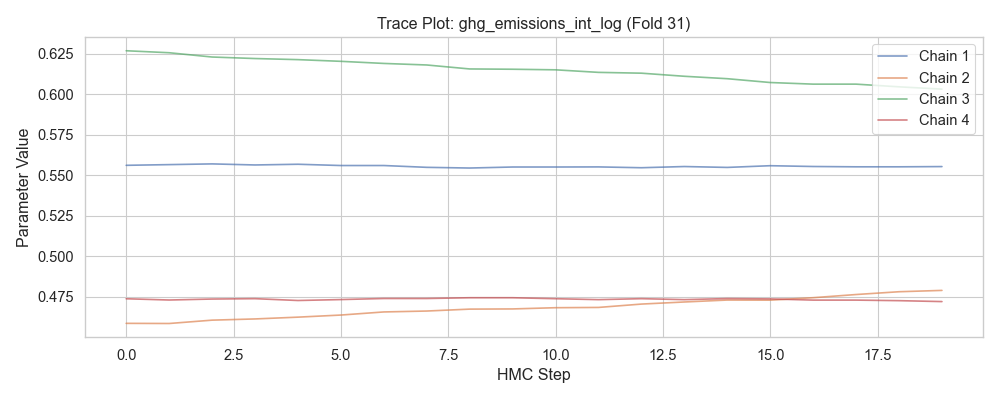 Trace Plot: ghg_emissions_int_log (Fold 31)
Parameter Value
0.625
0.600
0.575
0.550
0.525
0.500
0.475
Chain 1
Chain 2
Chain 3
Chain 4
0.0 2.5 5.0 7.5 10.0 12.5 15.0 17.5
HMC Step